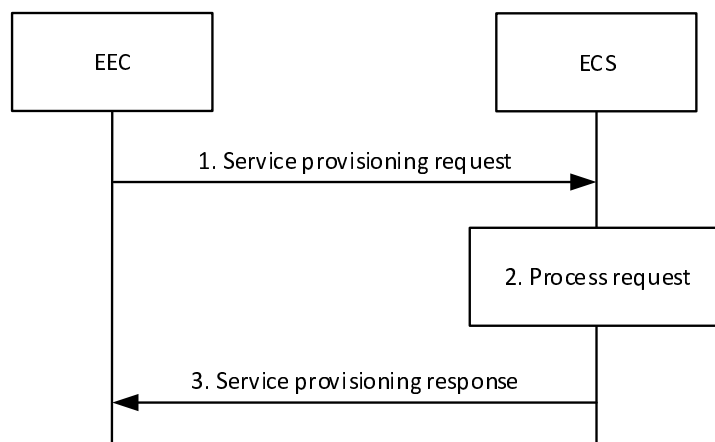 EEC
ECS
1. Service provisioning request
2. Process request
3. Service provisioning response